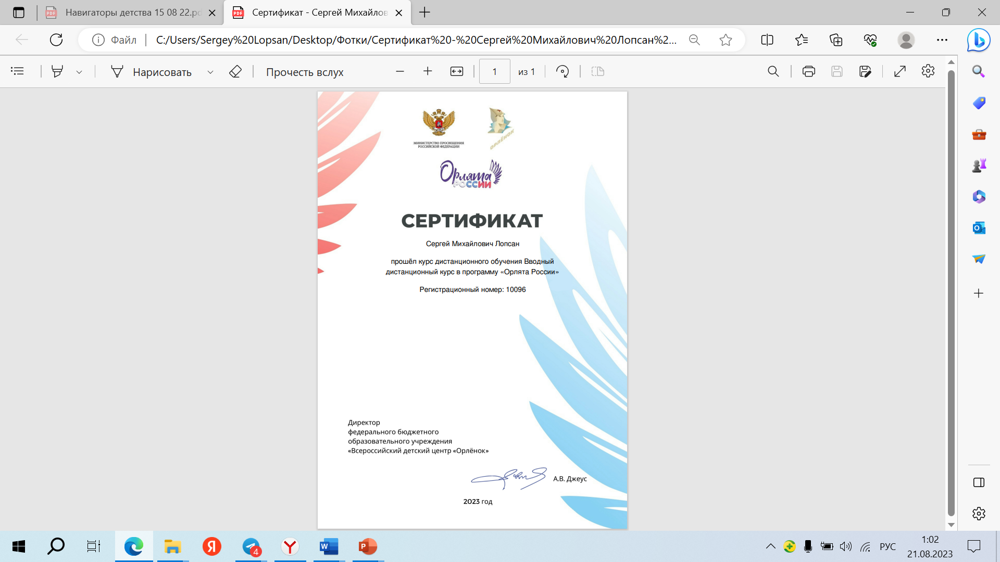 Навигаторы детства 15 08 22.pd
Сертификат - Сергей Михайлов
Файл
C:/Users/Sergey%20Lopsan/Desktop/Фотки/Сертификат%20-%20Сергей%20Михайлович%20Лопсан%2...
Нарисовать
Прочесть вслух
1
из 1
МИНИСТЕРСТВО ПРОСВЕЩЕНИЯ
РОССИЙСКОЙ ФЕДЕРАЦИИ
ОРЛЁНОК
Орлята
РОССИИ
СЕРТИФИКАТ
Сергей Михайлович Лопсан
прошёл курс дистанционного обучения Вводный
дистанционный курс в программу «Орлята России»
Регистрационный номер: 10096
Директор
федерального бюджетного
образовательного учреждения
«Всероссийский детский центр «Орлёнок»
А.В. Джеус
2023 год
4
РУС
1:02
21.08.2023